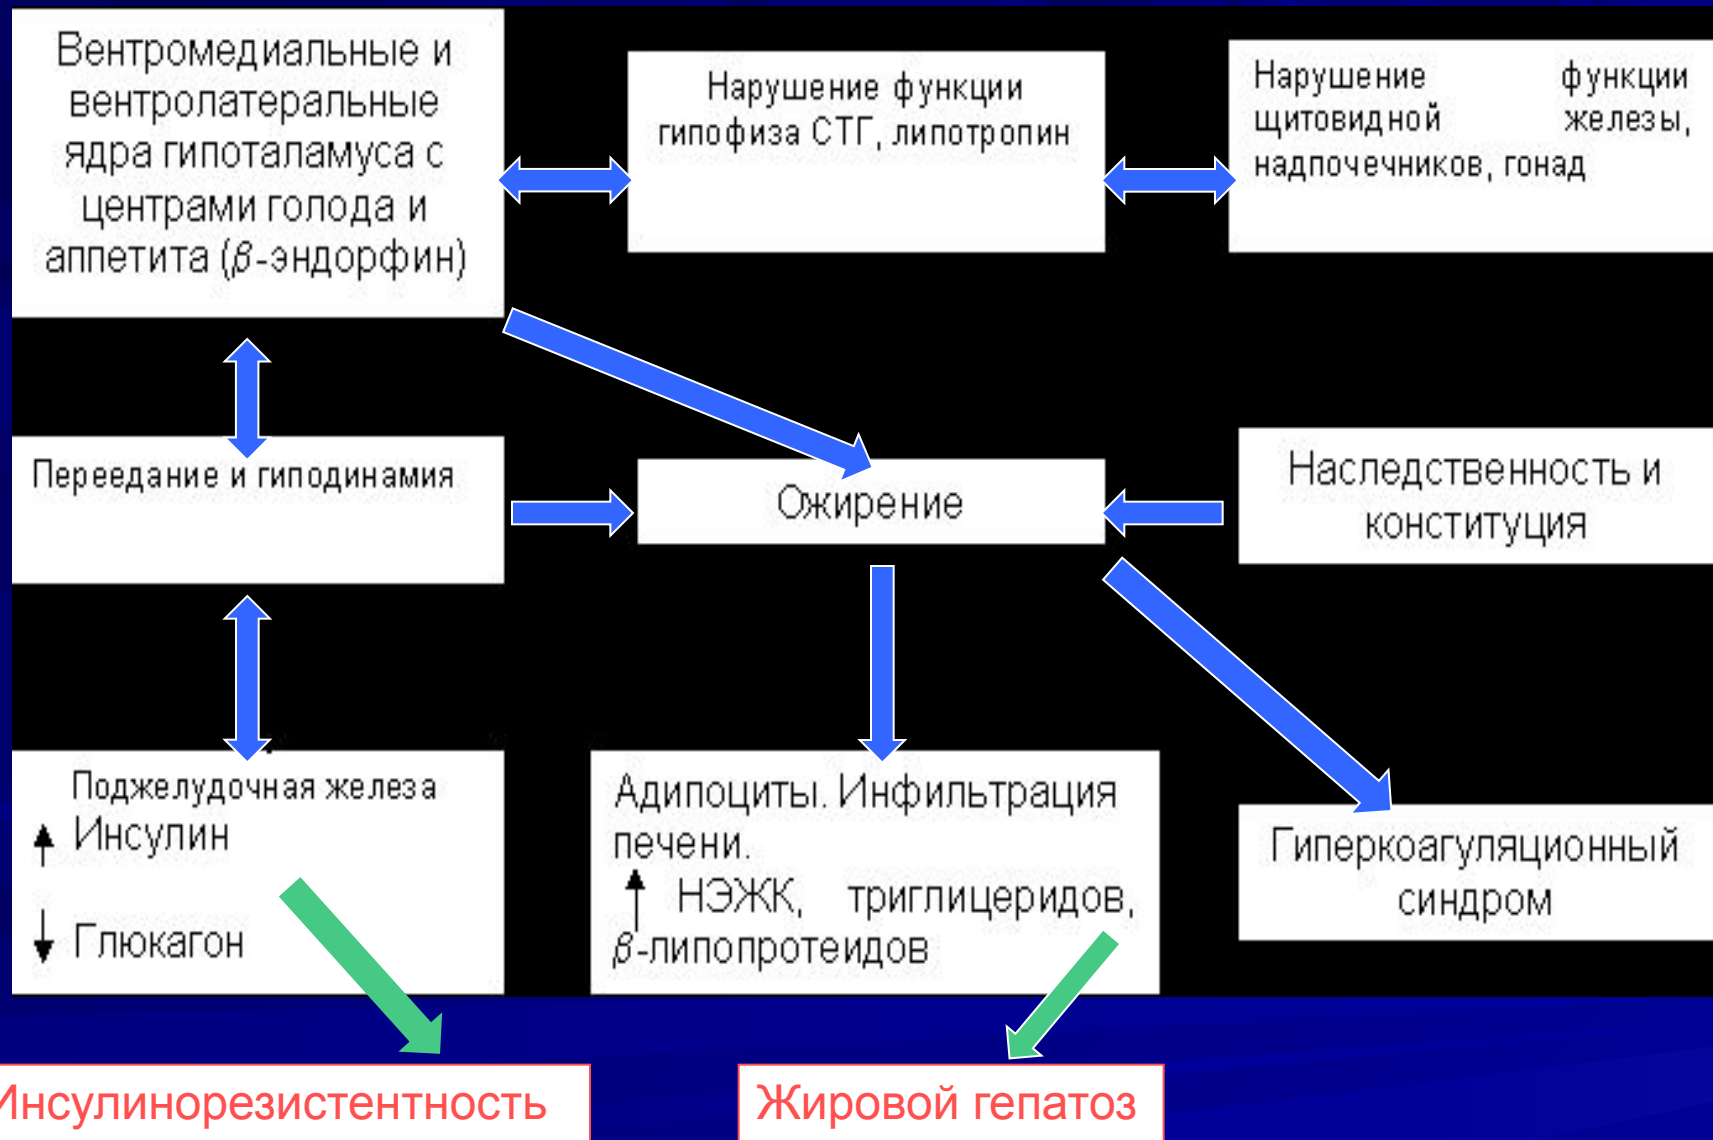 Вентромедиальные и
вентролатеральные
ядра гипоталамуса с
центрами голода и
аппетита (β-эндорфин)
Нарушение функции
гипофиза СТГ, липотропин
Нарушение функции
щитовидной железы,
надпочечников, гонад
Переедание и гиподинамия
Ожирение
Наследственность и
конституция
Поджелудочная железа
Инсулин
Глюкагон
Адипоциты. Инфильтрация
печени.
НЭЖК, триглицеридов,
β-липопротеидов
Гиперкоагуляционный
синдром
Инсулинорезистентность
Жировой гепатоз